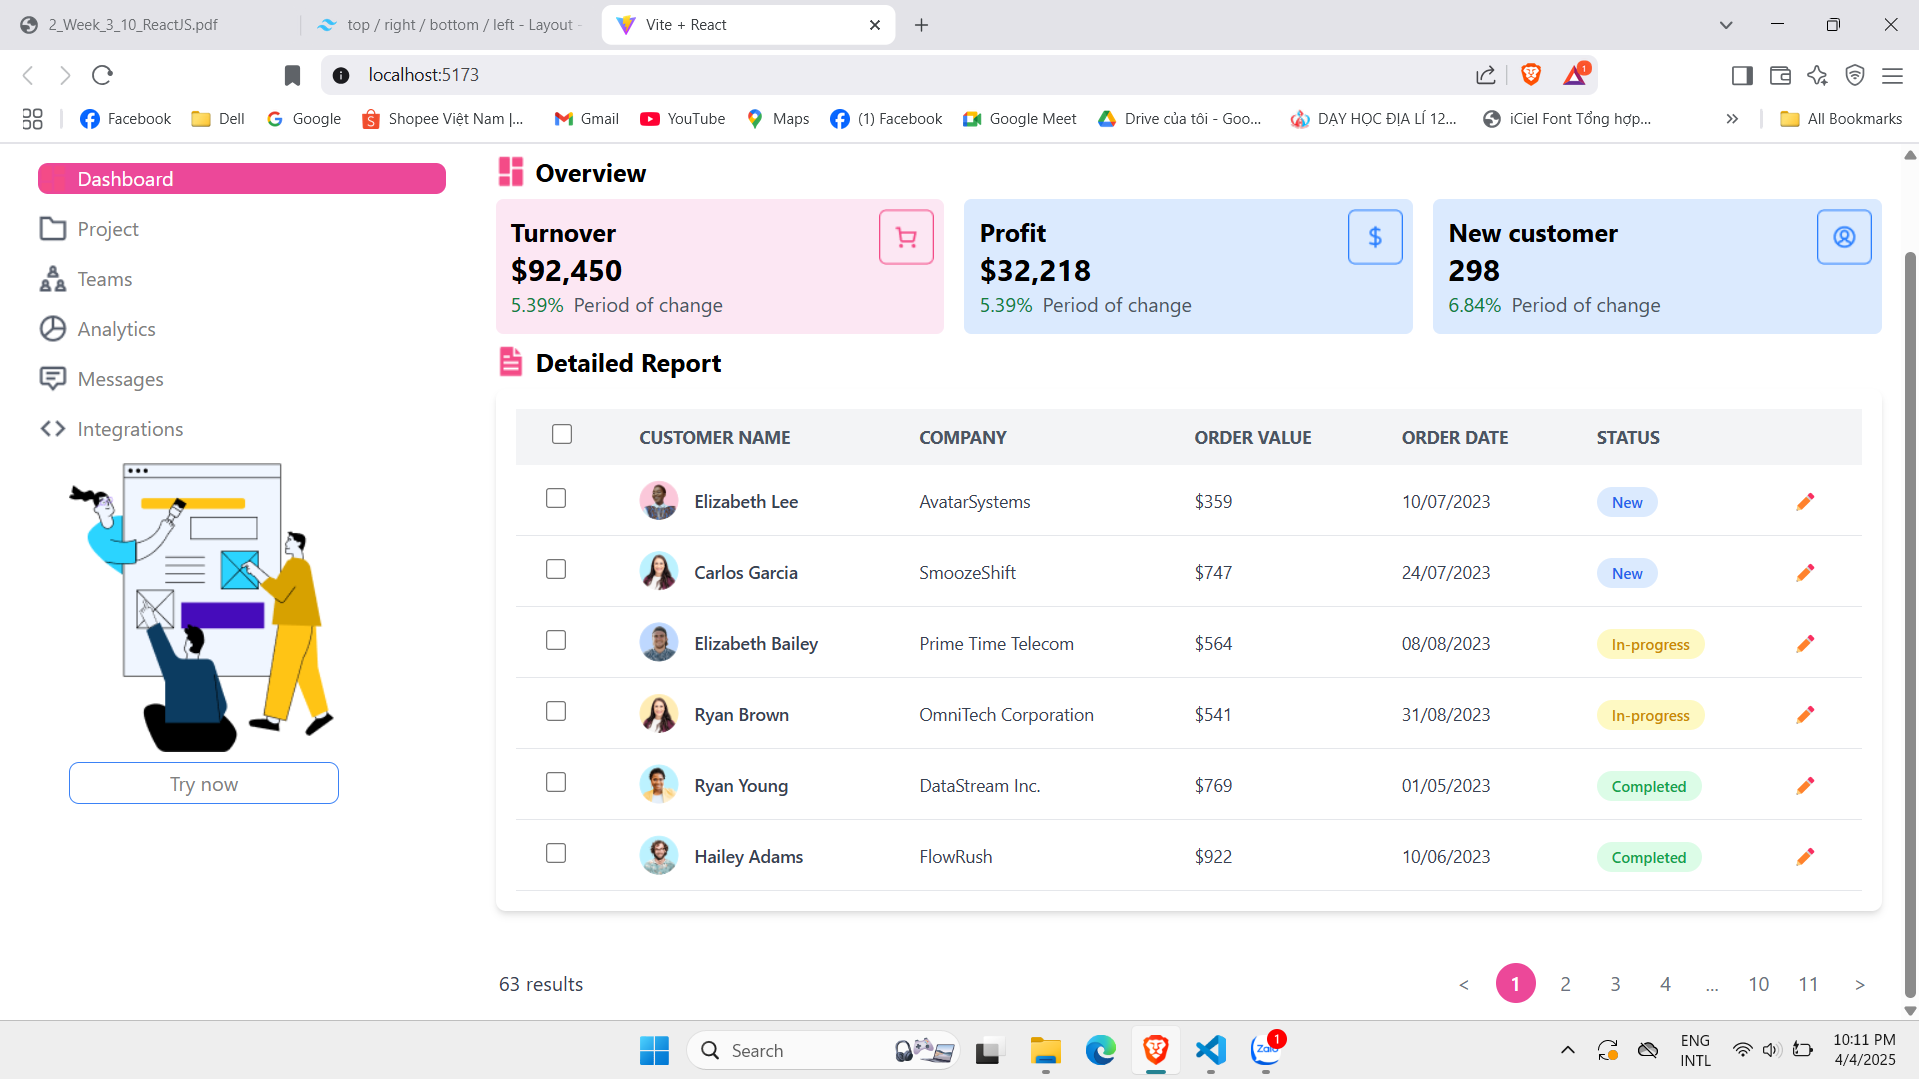 2_Week_3_10_ReactJS.pdf
top / right / bottom / left - Layout -
Vite + React
localhost:5173
1
Facebook
Dell
Google
Shopee Việt Nam |...
Gmail
YouTube
Maps
(1) Facebook
Google Meet
Drive của tôi - Goo...
DẠY HỌC ĐỊA LÍ 12...
iCiel Font Tổng hợp...
All Bookmarks
Dashboard
Project
Teams
Analytics
Messages
Integrations
Try now
Overview
Turnover
$92,450
5.39% Period of change
Profit
$32,218
5.39% Period of change
New customer
298
6.84% Period of change
Detailed Report
CUSTOMER NAME COMPANY ORDER VALUE ORDER DATE STATUS
Elizabeth Lee AvatarSystems $359 10/07/2023 New
Carlos Garcia SmoozeShift $747 24/07/2023 New
Elizabeth Bailey Prime Time Telecom $564 08/08/2023 In-progress
Ryan Brown OmniTech Corporation $541 31/08/2023 In-progress
Ryan Young DataStream Inc. $769 01/05/2023 Completed
Hailey Adams FlowRush $922 10/06/2023 Completed
63 results
< 1 2 3 4 ... 10 11 >
Search
Zalo
1
ENG
INTL
10:11 PM
4/4/2025